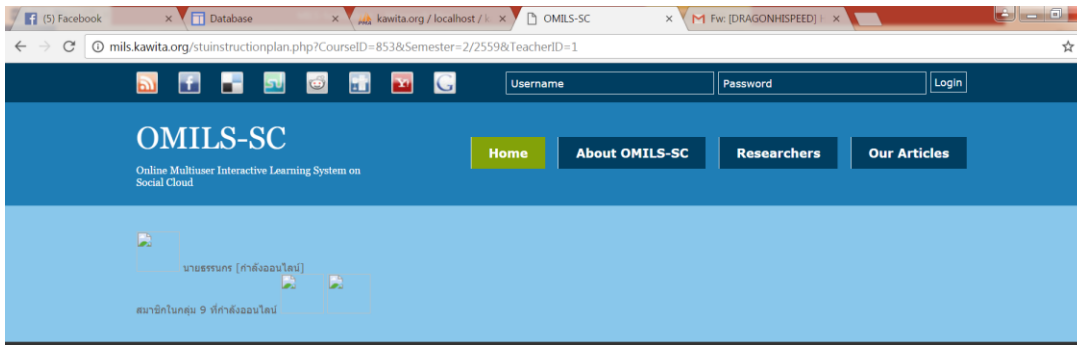 (5) Facebook
Database
kawita.org / localhost / k
OMILS-SC
Fw: [DRAGONHISPEED]
mils.kawita.org/stuinstructionplan.php?CourseID=853&Semester=2/2559&TeacherID=1
Username
Password
Login
OMILS-SC
Home
About OMILS-SC
Researchers
Our Articles
Online Multiuser Interactive Learning System on
Social Cloud
นายธรรมกร [กำลังออนไลน์]
สมาชิกในกลุ่ม 9 ที่กำลังออนไลน์